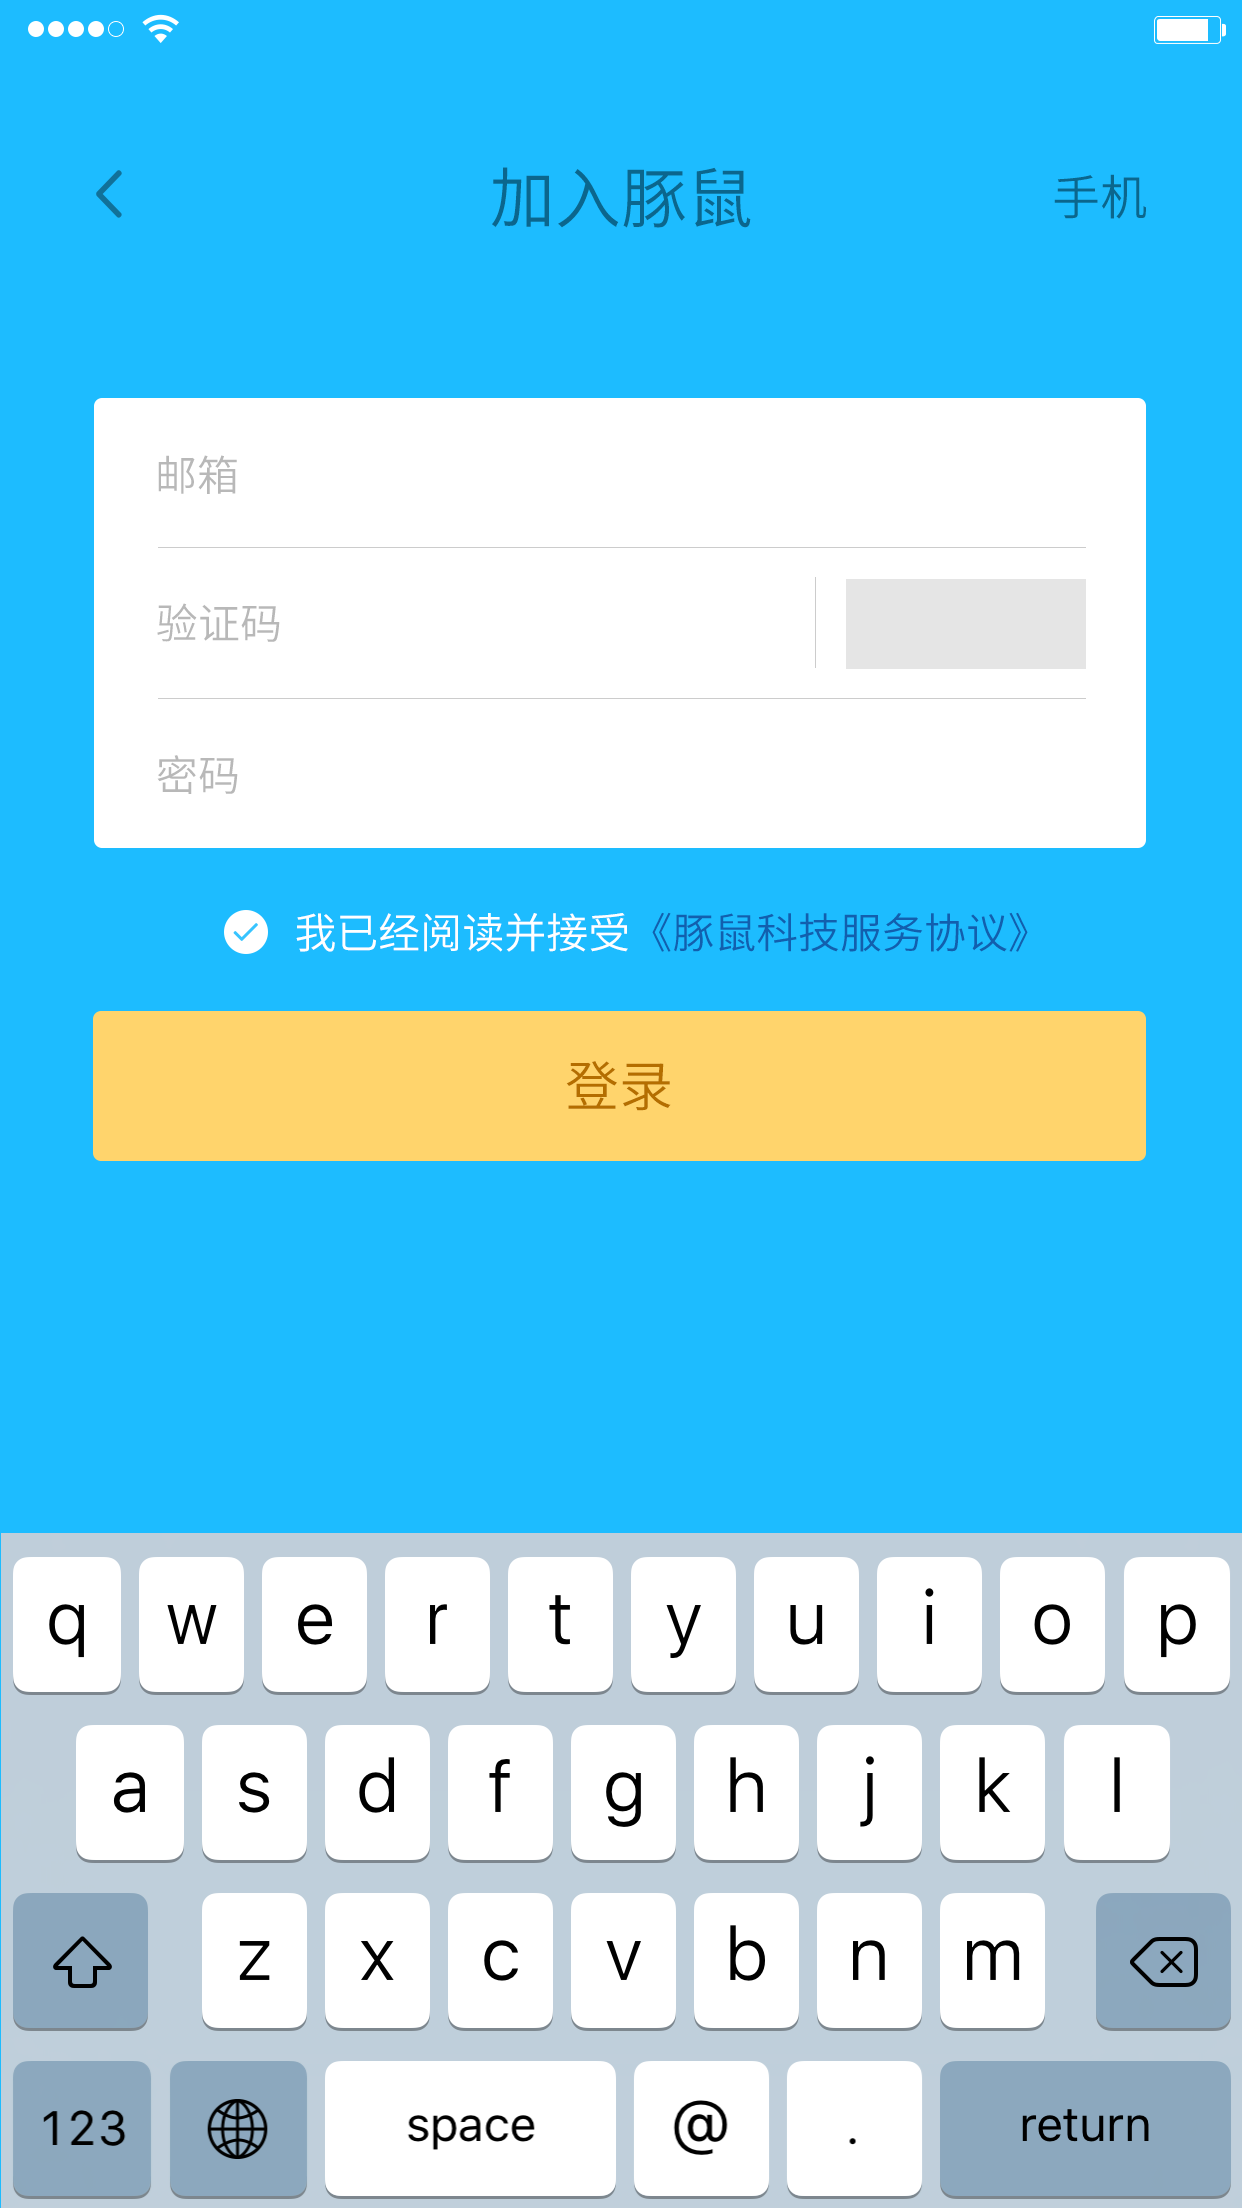 加入豚鼠 手机
邮箱
验证码
密码
我已经阅读并接受《豚鼠科技服务协议》
登录
q w e r t y u i o p
a s d f g h j k l
z x c v b n m
123 space @ . return